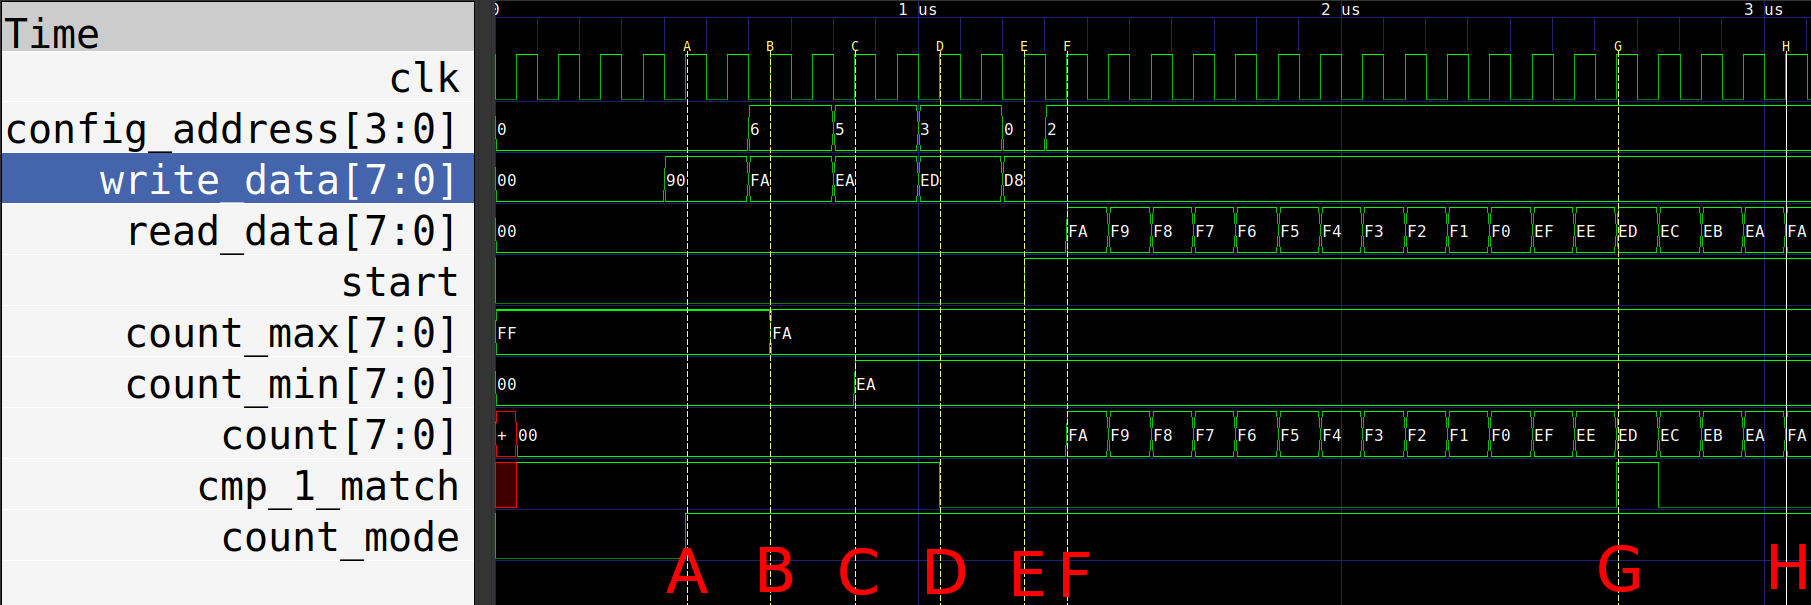 Time 0 1 us 2 us 3 us
A B C D E F G H
clk
config_address[3:0] 0 6 5 3 0 2
write_data[7:0] 00 90 FA EA ED D8
read_data[7:0] 00 FA F9 F8 F7 F6 F5 F4 F3 F2 F1 F0 EF EE ED EC EB EA FA
start
count_max[7:0] FF FA
count_min[7:0] 00 EA
count[7:0] + 00 FA F9 F8 F7 F6 F5 F4 F3 F2 F1 F0 EF EE ED EC EB EA FA
cmp_1_match
count_mode
A B C D E F G H